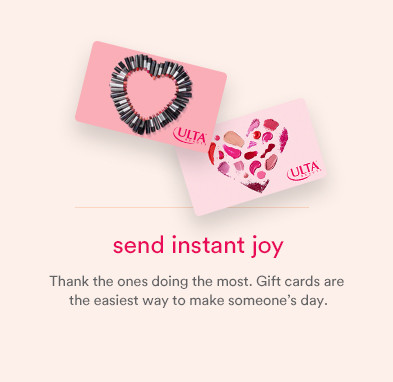 ULTA
ULTA
send instant joy
Thank the ones doing the most. Gift cards are
the easiest way to make someone's day.